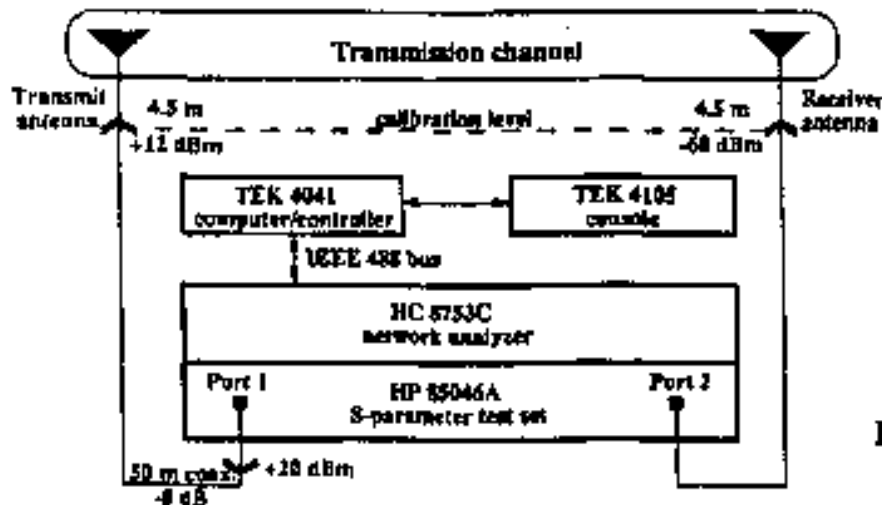 Transmission channel
Transmit
antenna
4.5 m
+12 dBm
calibration level
4.5 m
-68 dBm
Receiver
antenna
TEK 4041
computer/controller
TEK 4105
console
IEEE 488 bus
HC 8753C
network analyzer
Port 1
HP 85046A
S-parameter test set
Port 2
50 m coax.
-8 dB
+20 dBm